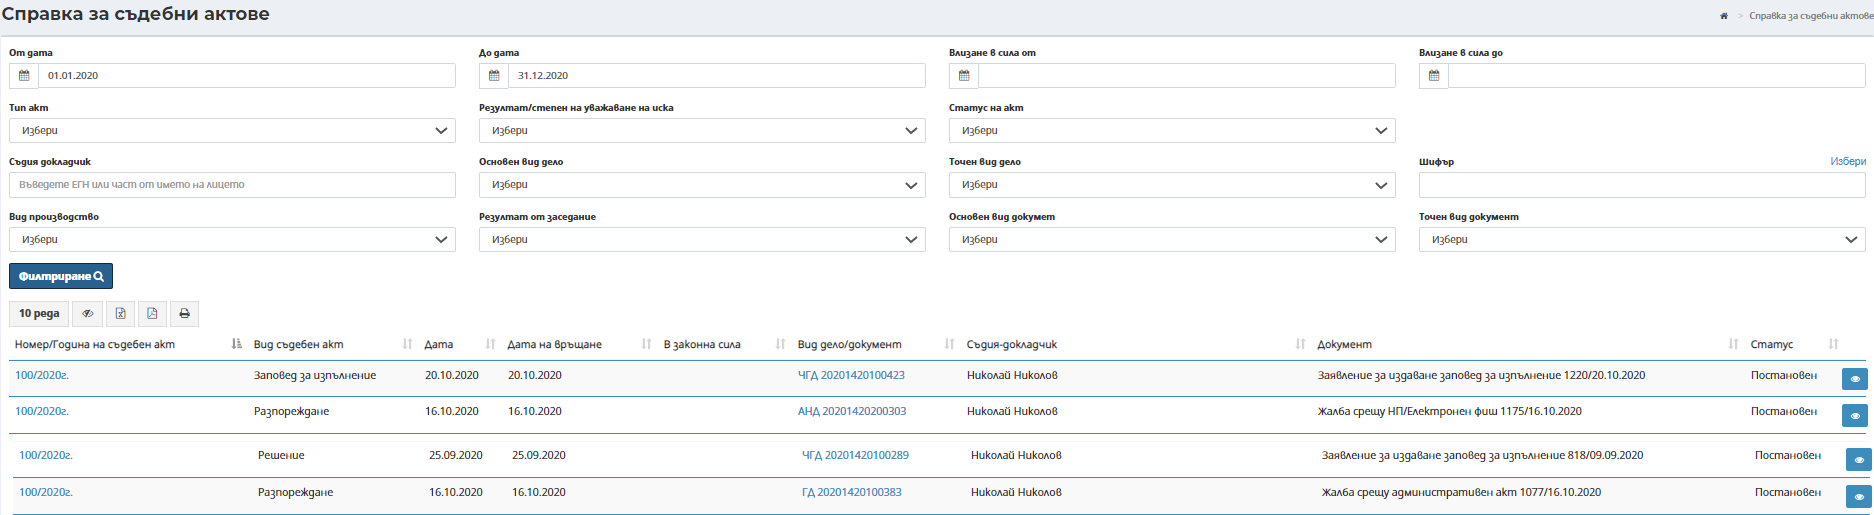 Справка за съдебни актове
> Справка за съдебни актове
От дата До дата Влизане в сила от Влизане в сила до
01.01.2020 31.12.2020
Тип акт Резултат/степен на уважаване на иска Статус на акт
Избери Избери Избери
Съдия докладчик Основен вид дело Точен вид дело Шифър Избери
Въведете ЕГН или част от името на лицето Избери Избери
Вид производство Резултат от заседание Основен вид докумет Точен вид документ
Избери Избери Избери Избери
Филтриране
10 реда
Номер/Година на съдебен акт Вид съдебен акт Дата Дата на връщане В законна сила Вид дело/документ Съдия-докладчик Документ Статус
100/2020г. Заповед за изпълнение 20.10.2020 20.10.2020 ЧГД 20201420100423 Николай Николов Заявление за издаване заповед за изпълнение 1220/20.10.2020 Постановен
100/2020г. Разпореждане 16.10.2020 16.10.2020 АНД 20201420200303 Николай Николов Жалба срещу НП/Електронен фиш 1175/16.10.2020 Постановен
100/2020г. Решение 25.09.2020 25.09.2020 ЧГД 20201420100289 Николай Николов Заявление за издаване заповед за изпълнение 818/09.09.2020 Постановен
100/2020г. Разпореждане 16.10.2020 16.10.2020 ГД 20201420100383 Николай Николов Жалба срещу административен акт 1077/16.10.2020 Постановен